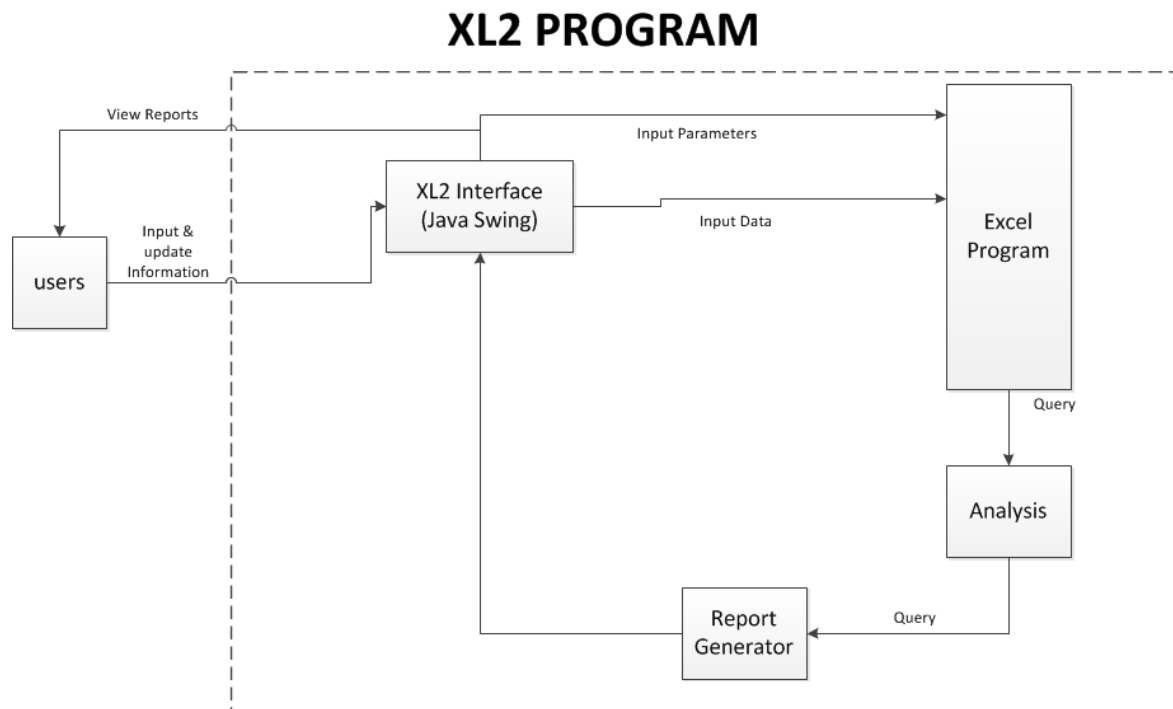 XL2 PROGRAM
View Reports
Input Parameters
XL2 Interface
(Java Swing)
Input Data
Excel
Program
Input &
update
Information
users
Query
Analysis
Report
Generator
Query